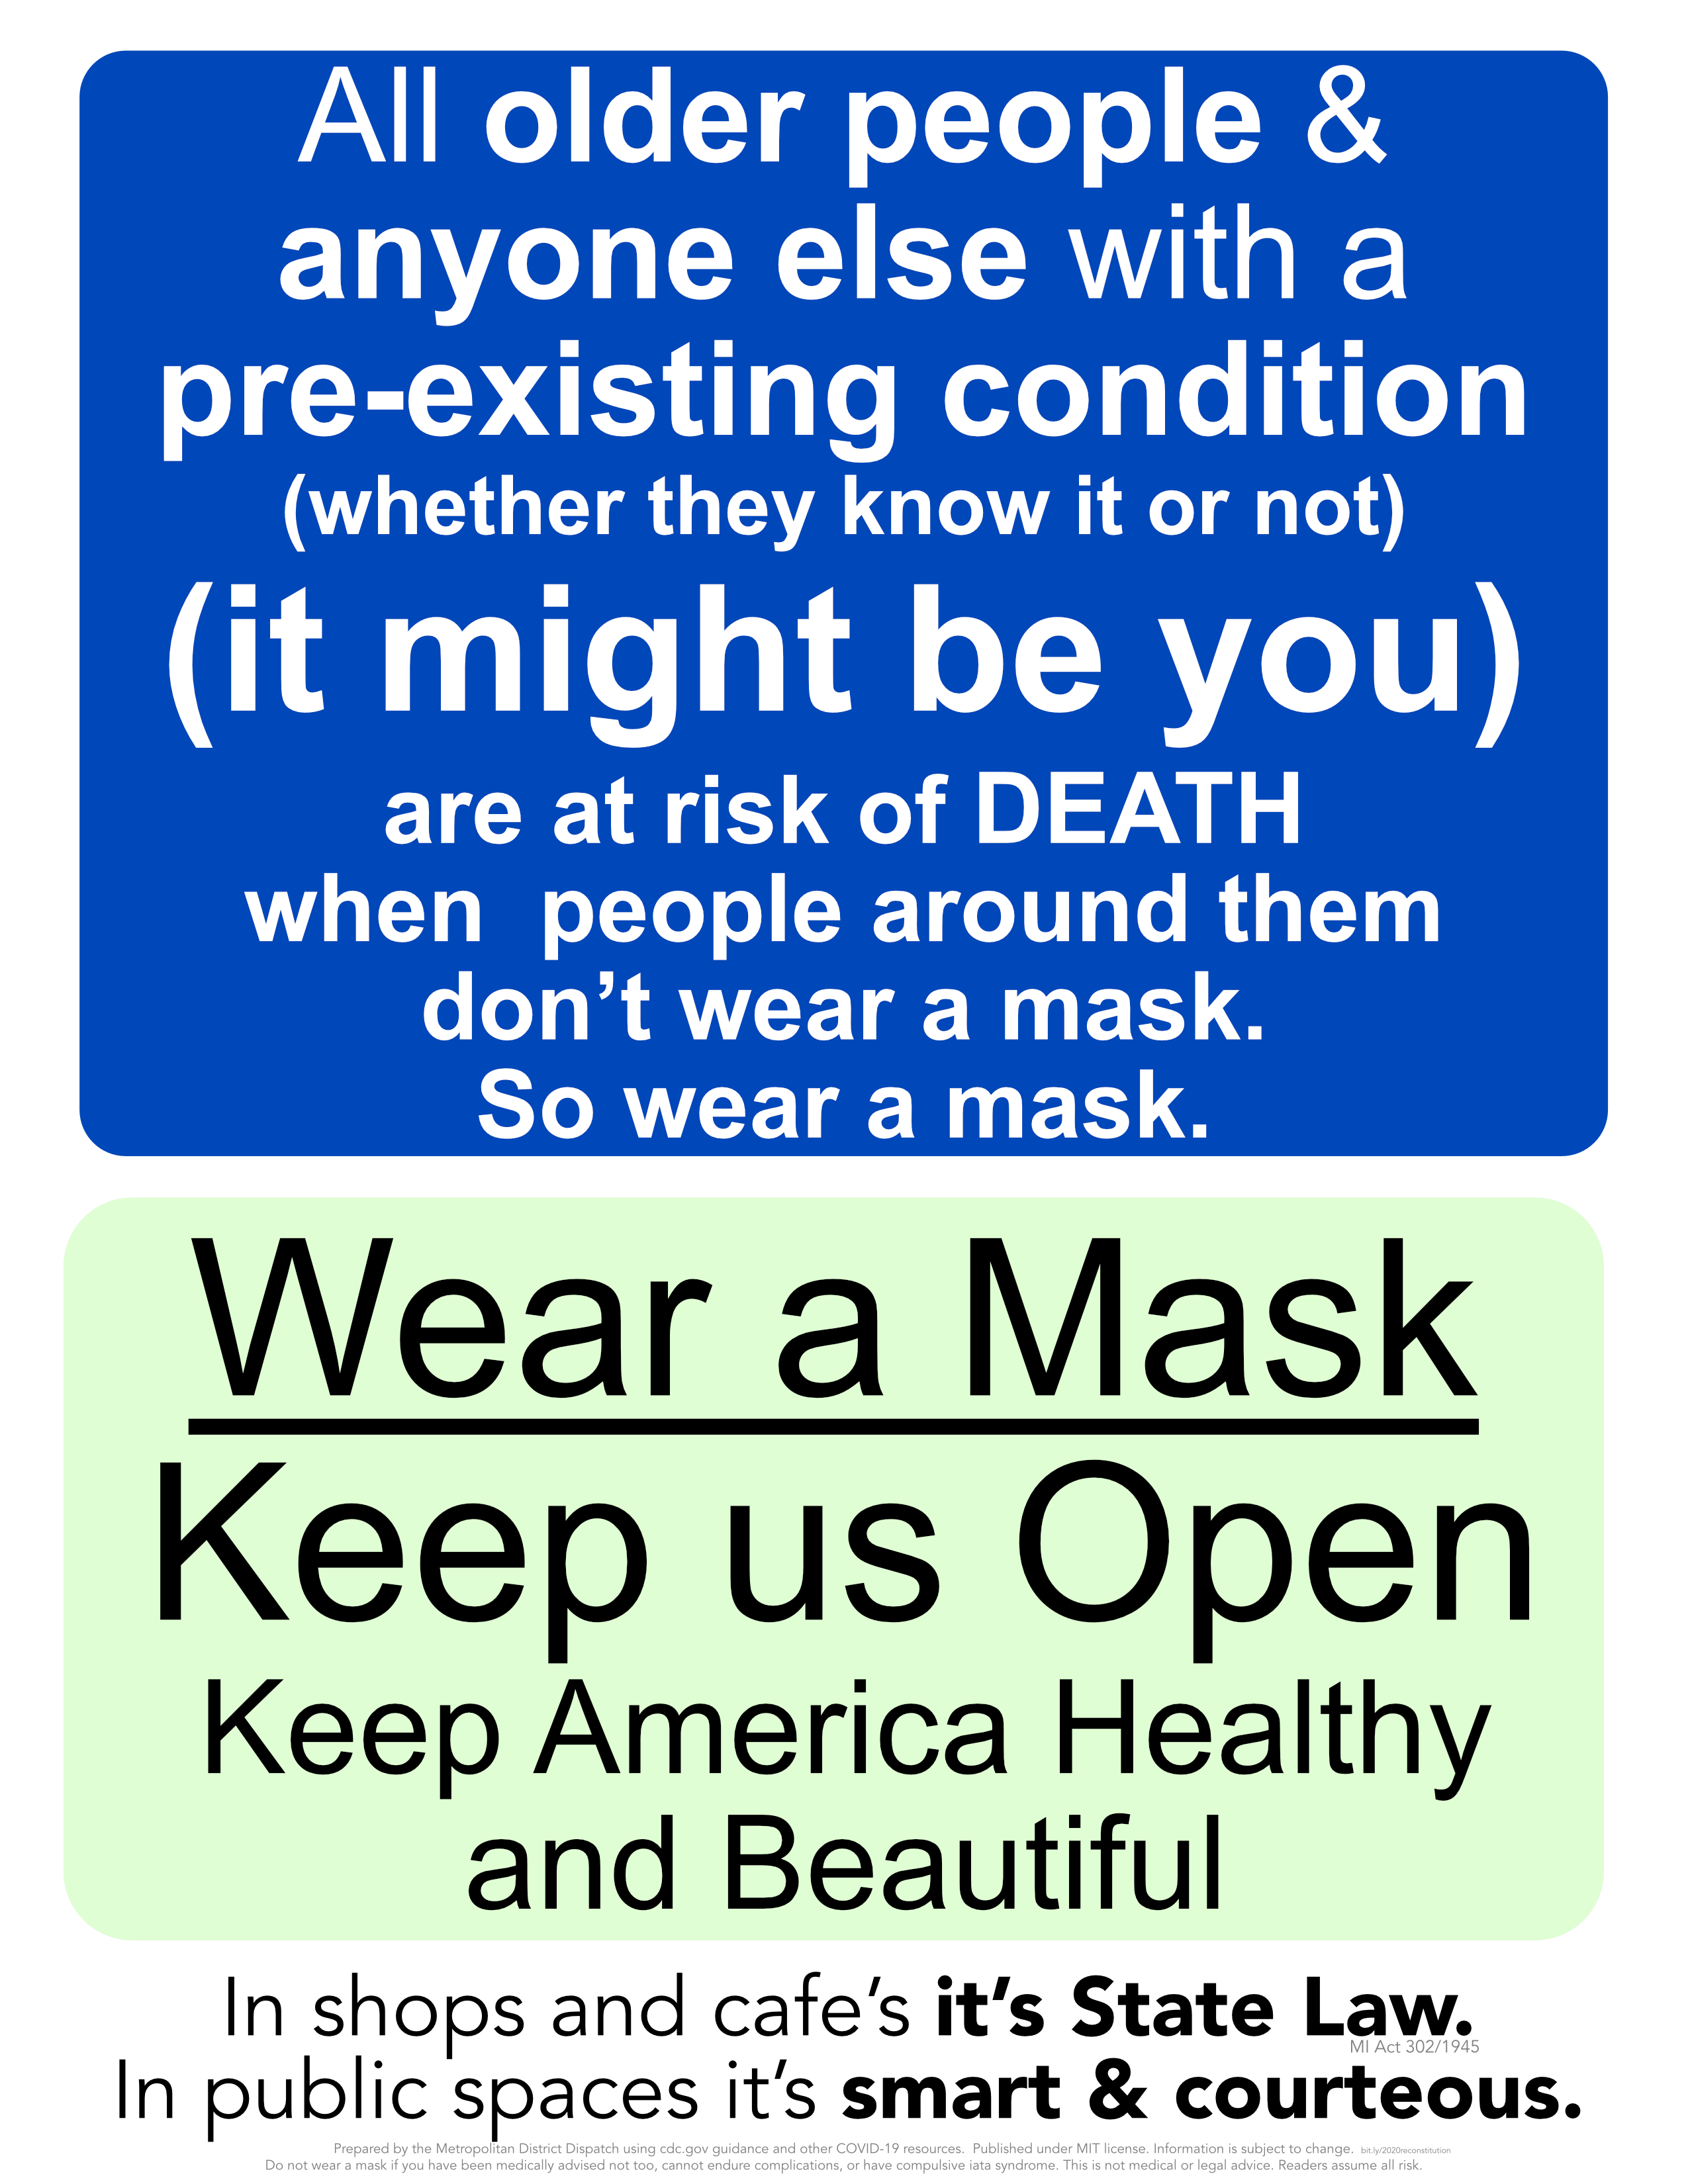 All older people &
anyone else with a
pre-existing condition
(whether they know it or not)
(it might be you)
are at risk of DEATH
when  people around them
don’t wear a mask.
So wear a mask.
Wear a Mask
Keep us Open
Keep America Healthy
and Beautiful
In shops and cafe’s it’s State Law.
MI Act 302/1945
In public spaces it’s smart & courteous.
Prepared by the Metropolitan District Dispatch using cdc.gov guidance and other COVID-19 resources.  Published under MIT license. Information is subject to change.  bit.ly/2020reconstitution
Do not wear a mask if you have been medically advised not too, cannot endure complications, or have compulsive iata syndrome. This is not medical or legal advice. Readers assume all risk.